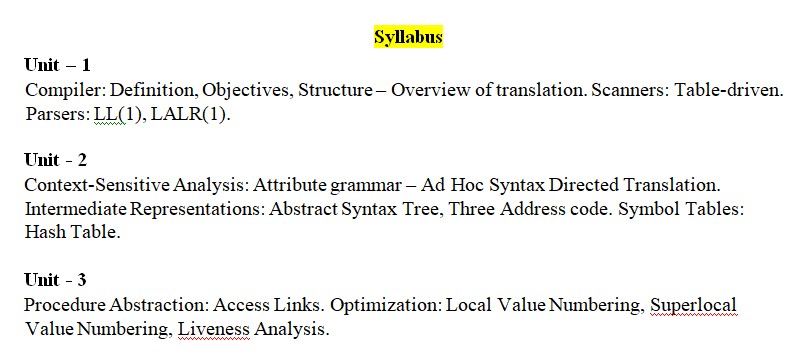 Syllabus
Unit – 1
Compiler: Definition, Objectives, Structure – Overview of translation. Scanners: Table-driven.
Parsers: LL(1), LALR(1).
Unit - 2
Context-Sensitive Analysis: Attribute grammar – Ad Hoc Syntax Directed Translation.
Intermediate Representations: Abstract Syntax Tree, Three Address code. Symbol Tables:
Hash Table.
Unit - 3
Procedure Abstraction: Access Links. Optimization: Local Value Numbering, Superlocal
Value Numbering, Liveness Analysis.